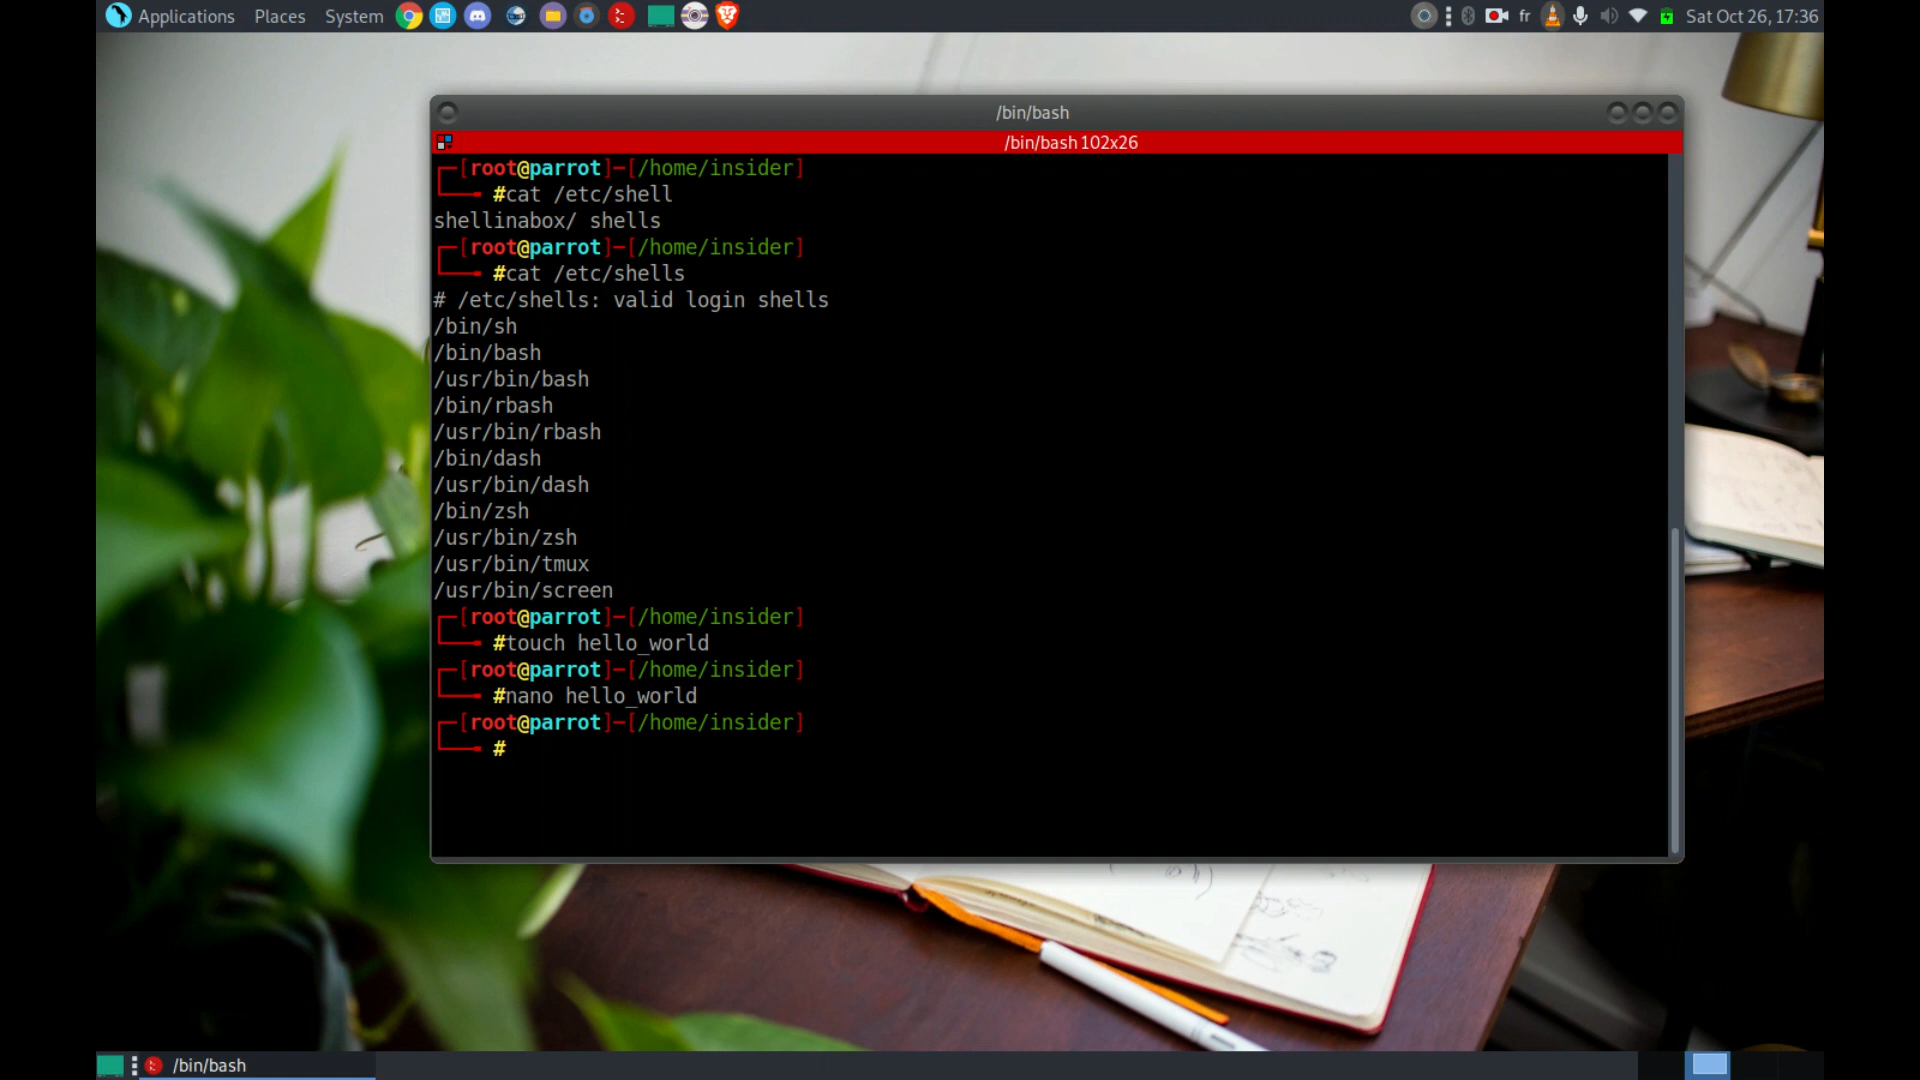 Applications Places System fr Sat Oct 26, 17:36
/bin/bash
/bin/bash 102x26
[root@parrot]─[/home/insider]
#cat /etc/shell
shellinabox/ shells
[root@parrot]─[/home/insider]
#cat /etc/shells
# /etc/shells: valid login shells
/bin/sh
/bin/bash
/usr/bin/bash
/bin/rbash
/usr/bin/rbash
/bin/dash
/usr/bin/dash
/bin/zsh
/usr/bin/zsh
/usr/bin/tmux
/usr/bin/screen
[root@parrot]─[/home/insider]
#touch hello_world
[root@parrot]─[/home/insider]
#nano hello_world
[root@parrot]─[/home/insider]
#
/bin/bash